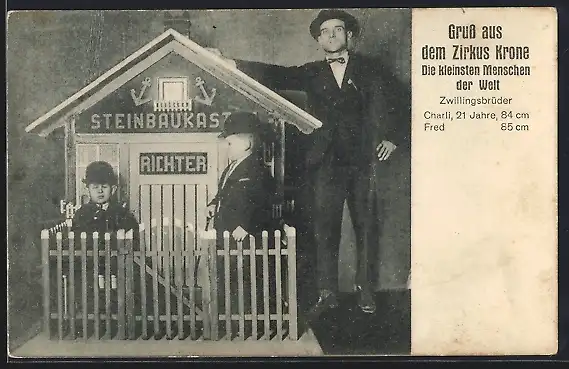 STEINBAUKAST
RICHTER
Gruß aus
dem Zirkus Krone
Die kleinsten Menschen
der Welt
Zwillingsbrüder
Charli, 21 Jahre, 84 cm
Fred 85 cm